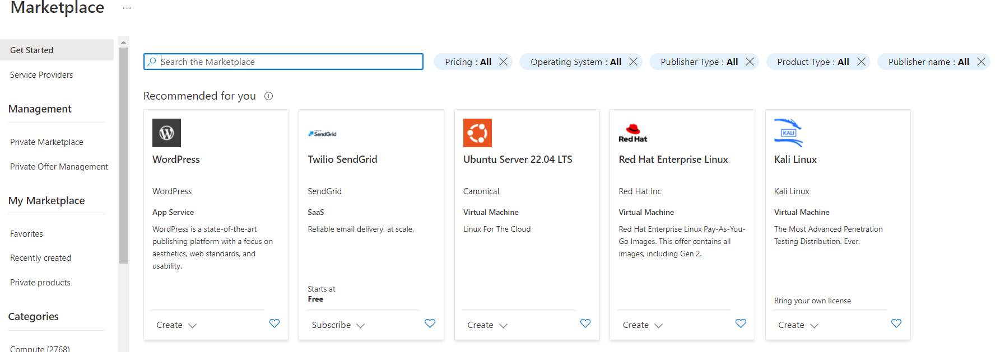 Marketplace ...
Get Started
Service Providers
Management
Private Marketplace
Private Offer Management
My Marketplace
Favorites
Recently created
Private products
Categories
Compute (2768)
Search the Marketplace
Pricing : All
Operating System : All
Publisher Type : All
Product Type : All
Publisher name : All
Recommended for you
WordPress
WordPress
App Service
WordPress is a state-of-the-art
publishing platform with a focus on
aesthetics, web standards, and
usability.
Create
SendGrid
Twilio SendGrid
SendGrid
SaaS
Reliable email delivery, at scale.
Starts at
Free
Subscribe
Ubuntu Server 22.04 LTS
Canonical
Virtual Machine
Linux For The Cloud
Create
Red Hat
Red Hat Enterprise Linux
Red Hat Inc
Virtual Machine
Red Hat Enterprise Linux Pay-As-You-
Go Images. This offer contains all
images, including Gen 2.
Create
KALI
Kali Linux
Kali Linux
Virtual Machine
The Most Advanced Penetration
Testing Distribution. Ever.
Bring your own license
Create